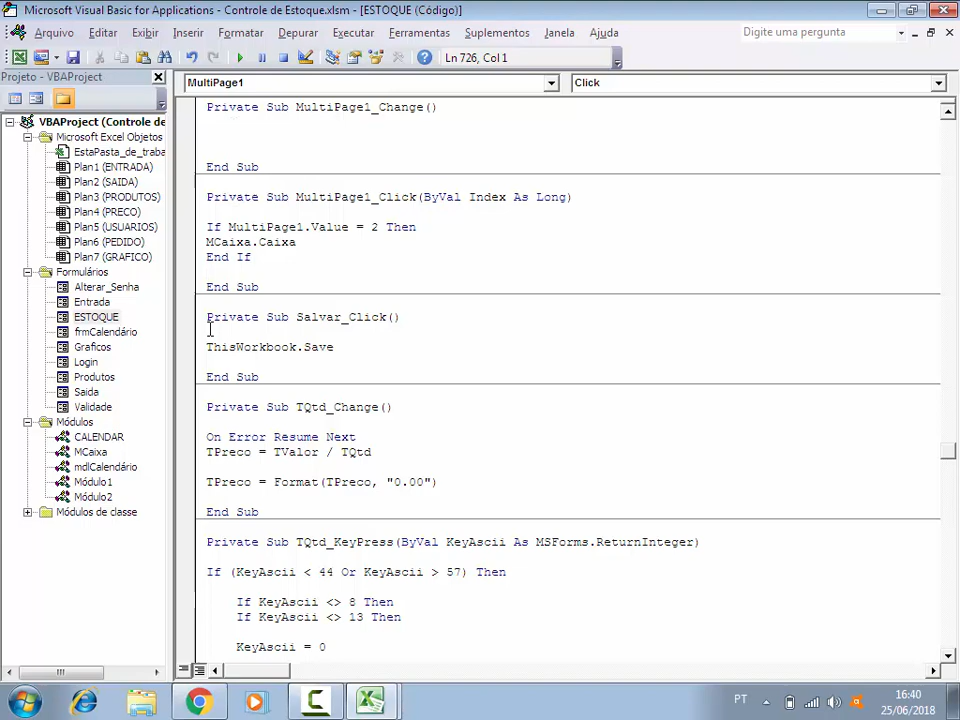 Microsoft Visual Basic for Applications - Controle de Estoque.xlsm - [ESTOQUE (Código)]
Arquivo Editar Exibir Inserir Formatar Depurar Executar Ferramentas Suplementos Janela Ajuda
Digite uma pergunta
Ln 726, Col 1
Projeto - VBAProject
MultiPage1
Click
VBAProject (Controle de
Microsoft Excel Objetos
EstaPasta_de_traba
Plan1 (ENTRADA)
Plan2 (SAIDA)
Plan3 (PRODUTOS)
Plan4 (PRECO)
Plan5 (USUARIOS)
Plan6 (PEDIDO)
Plan7 (GRAFICO)
Formulários
Alterar_Senha
Entrada
ESTOQUE
frmCalendário
Graficos
Login
Produtos
Saida
Validade
Módulos
CALENDAR
MCaixa
mdlCalendário
Módulo1
Módulo2
Módulos de classe
Private Sub MultiPage1_Change()
End Sub
Private Sub MultiPage1_Click(ByVal Index As Long)
If MultiPage1.Value = 2 Then
MCaixa.Caixa
End If
End Sub
Private Sub Salvar_Click()
ThisWorkbook.Save
End Sub
Private Sub TQtd_Change()
On Error Resume Next
TPreco = TValor / TQtd
TPreco = Format(TPreco, "0.00")
End Sub
Private Sub TQtd_KeyPress(ByVal KeyAscii As MSForms.ReturnInteger)
If (KeyAscii < 44 Or KeyAscii > 57) Then
If KeyAscii <> 8 Then
If KeyAscii <> 13 Then
KeyAscii = 0
PT
16:40
25/06/2018